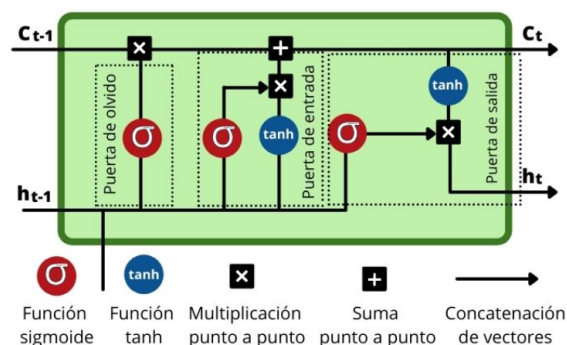 Ct-1
Ct
Puerta de olvido
Puerta de entrada
Puerta de salida
tanh
σ
σ
tanh
σ
ht-1
ht
σ
tanh
Función
sigmoide
Función
tanh
Multiplicación
punto a punto
Suma
punto a punto
Concatenación
de vectores